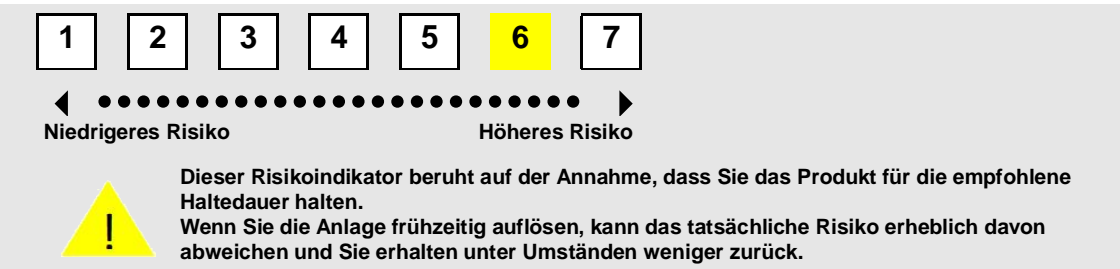 1 2 3 4 5 6 7
Niedrigeres Risiko Höheres Risiko
Dieser Risikoindikator beruht auf der Annahme, dass Sie das Produkt für die empfohlene
Haltedauer halten.
Wenn Sie die Anlage frühzeitig auflösen, kann das tatsächliche Risiko erheblich davon
abweichen und Sie erhalten unter Umständen weniger zurück.
!